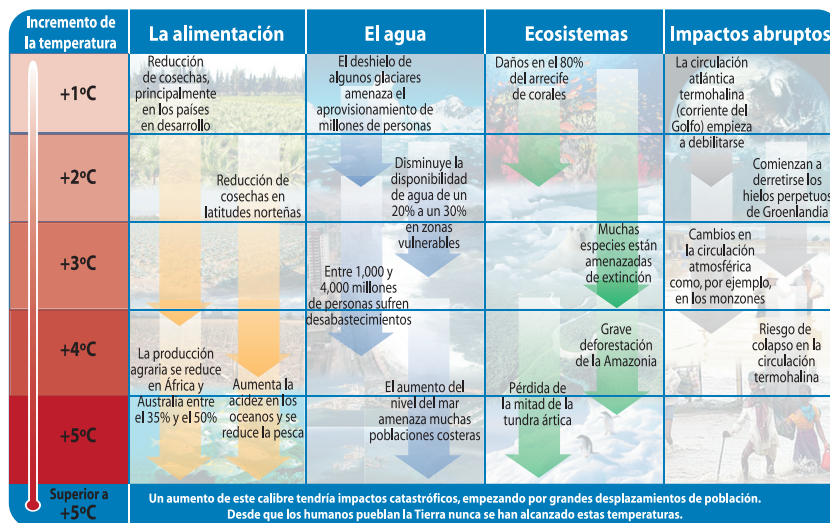 Incremento de
la temperatura
La alimentación
El agua
Ecosistemas
Impactos abruptos
+1ºC
Reducción
de cosechas,
principalmente
en los países
en desarrollo
El deshielo de
algunos glaciares
amenaza el
aprovisionamiento de
millones de personas
Daños en el 80%
del arrecife
de corales
La circulación
atlántica
termohalina
(corriente del
Golfo) empieza
a debilitarse
+2ºC
Reducción de
cosechas en
latitudes norteñas
Disminuye la
disponibilidad
de agua de un
20% a un 30%
en zonas
vulnerables
Comienzan a
derretirse los
hielos perpetuos
de Groenlandia
+3ºC
Entre 1,000 y
4,000 millones
de personas sufren
desabastecimientos
Muchas
especies están
amenazadas
de extinción
Cambios en
la circulación
atmosférica
como, por ejemplo,
en los monzones
+4ºC
La producción
agraria se reduce
en África y
Australia entre
el 35% y el 50%
Aumenta la
acidez en los
oceanos y se
reduce la pesca
El aumento del
nivel del mar
amenaza muchas
poblaciones costeras
Grave
deforestación
de la Amazonia
Pérdida de
la mitad de la
tundra ártica
Riesgo de
colapso en la
circulación
termohalina
+5ºC
Superior a
+5ºC
Un aumento de este calibre tendría impactos catastróficos, empezando por grandes desplazamientos de población.
Desde que los humanos pueblan la Tierra nunca se han alcanzado estas temperaturas.